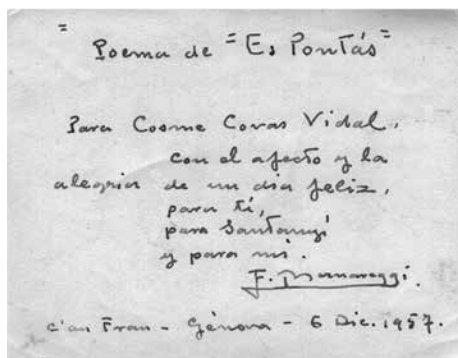 = Poema de "Es Pontás"
Para Cosme Covas Vidal,
con el afecto y la
alegria de un dia feliz,
para ti,
para Santanyí
y para mi.
F. Bernareggi.
C'an Fran - Génova - 6 Dic. 1957.